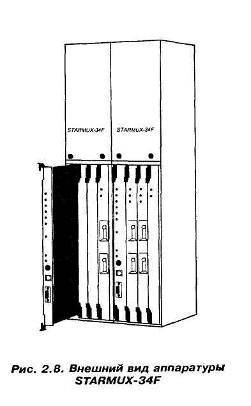 STARMUX-34F STARMUX-34F
Рис. 2.8. Внешний вид аппаратуры
STARMUX-34F